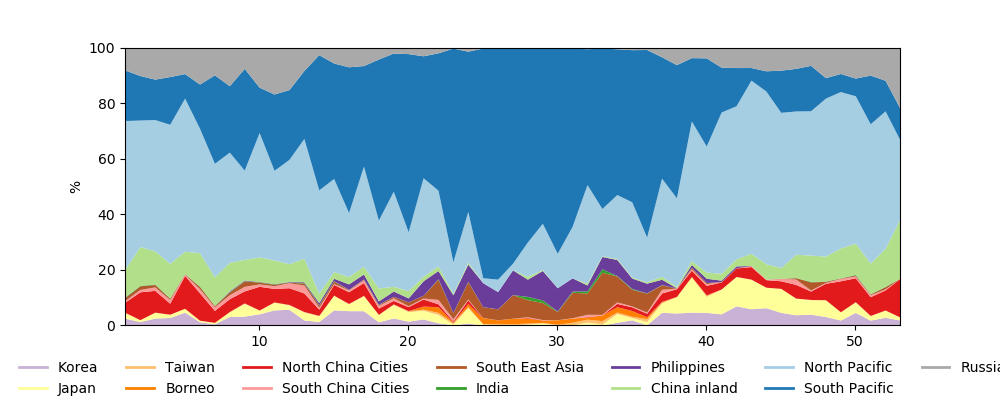 100
80
60
%
40
20
0
10 20 30 40 50
Korea Taiwan North China Cities South East Asia Philippines North Pacific Russia
Japan Borneo South China Cities India China inland South Pacific